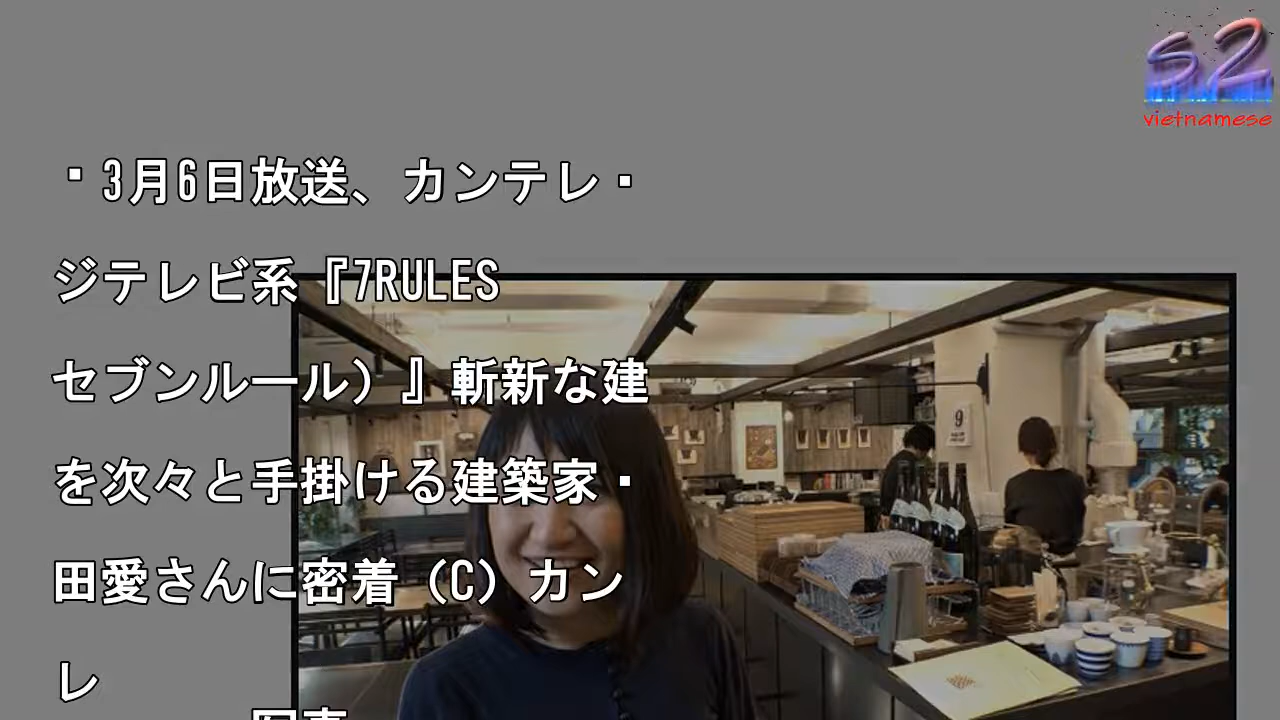 s2
vietnamese
・3月6日放送、カンテレ・
ジテレビ系『7RULES
セブンルール）』斬新な建
を次々と手掛ける建築家・
田愛さんに密着（C）カン
レ
9